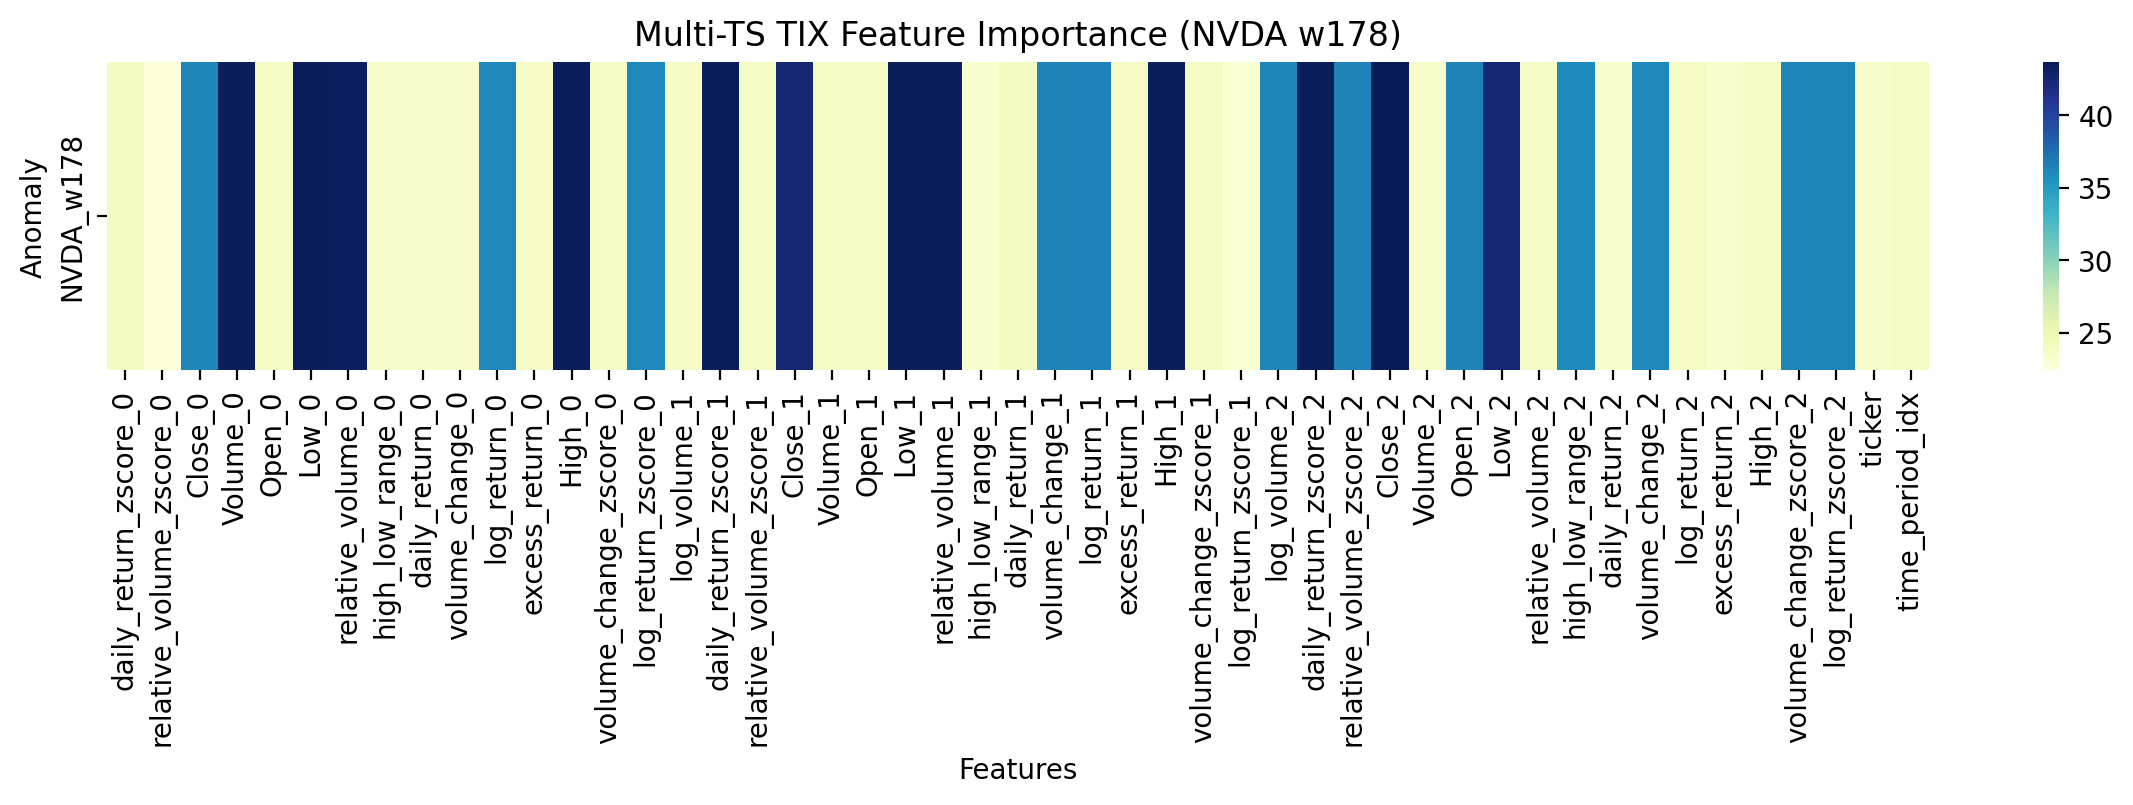 Multi-TS TIX Feature Importance (NVDA w178)
Anomaly
NVDA_w178
40
35
30
25
daily_return_zscore_0
relative_volume_zscore_0
Close_0
Volume_0
Open_0
Low_0
relative_volume_0
high_low_range_0
daily_return_0
volume_change_0
log_return_0
excess_return_0
High_0
volume_change_zscore_0
log_return_zscore_0
log_volume_1
daily_return_zscore_1
relative_volume_zscore_1
Close_1
Volume_1
Open_1
Low_1
relative_volume_1
high_low_range_1
daily_return_1
volume_change_1
log_return_1
excess_return_1
High_1
volume_change_zscore_1
log_return_zscore_1
log_volume_2
daily_return_zscore_2
relative_volume_zscore_2
Close_2
Volume_2
Open_2
Low_2
relative_volume_2
high_low_range_2
daily_return_2
volume_change_2
log_return_2
excess_return_2
High_2
volume_change_zscore_2
log_return_zscore_2
ticker
time_period_idx
Features